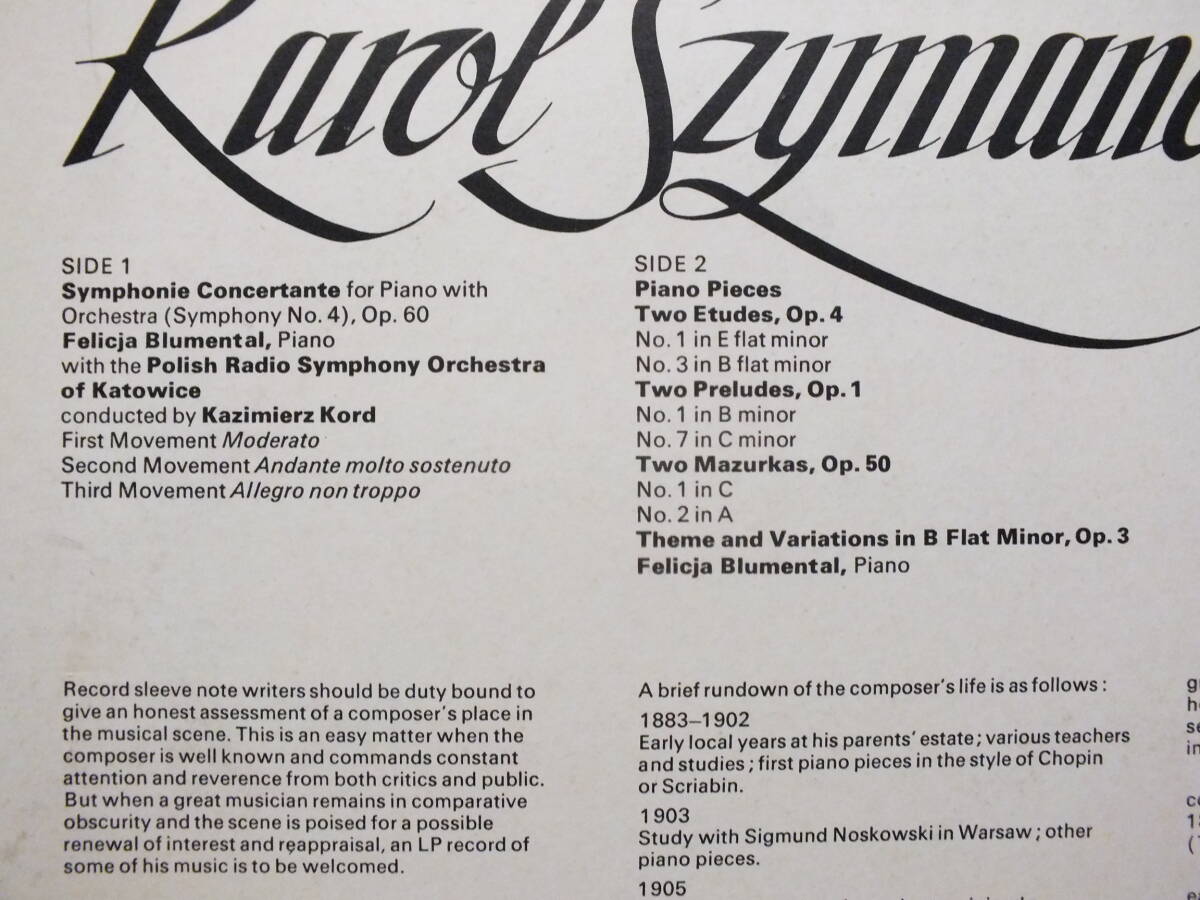 Karol Szyman
SIDE 1
Symphonie Concertante for Piano with
Orchestra (Symphony No. 4), Op. 60
Felicja Blumental, Piano
with the Polish Radio Symphony Orchestra
of Katowice
conducted by Kazimierz Kord
First Movement Moderato
Second Movement Andante molto sostenuto
Third Movement Allegro non troppo
SIDE 2
Piano Pieces
Two Etudes, Op. 4
No. 1 in E flat minor
No. 3 in B flat minor
Two Preludes, Op. 1
No. 1 in B minor
No. 7 in C minor
Two Mazurkas, Op. 50
No. 1 in C
No. 2 in A
Theme and Variations in B Flat Minor, Op. 3
Felicja Blumental, Piano
Record sleeve note writers should be duty bound to
give an honest assessment of a composer's place in
the musical scene. This is an easy matter when the
composer is well known and commands constant
attention and reverence from both critics and public.
But when a great musician remains in comparative
obscurity and the scene is poised for a possible
renewal of interest and reappraisal, an LP record of
some of his music is to be welcomed.
A brief rundown of the composer's life is as follows :
1883–1902
Early local years at his parents' estate ; various teachers
and studies ; first piano pieces in the style of Chopin
or Scriabin.
1903
Study with Sigmund Noskowski in Warsaw ; other
piano pieces.
1905